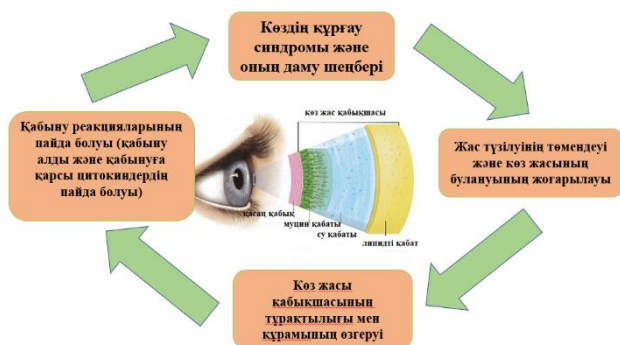 Көздің құрғау
синдромы және
оның даму шеңбері
Жас түзілуінің төмендеуі
және көз жасының
булануының жоғарылауы
Көз жасы
қабықшасының
тұрақтылығы мен
құрамының өзгеруі
Қабыну реакцияларының
пайда болуы (қабыну
алды және қабынуға
қарсы цитокиндердің
пайда болуы)
көз жас қабықшасы
қасаң қабық
муцин қабаты
су қабаты
липидті қабат